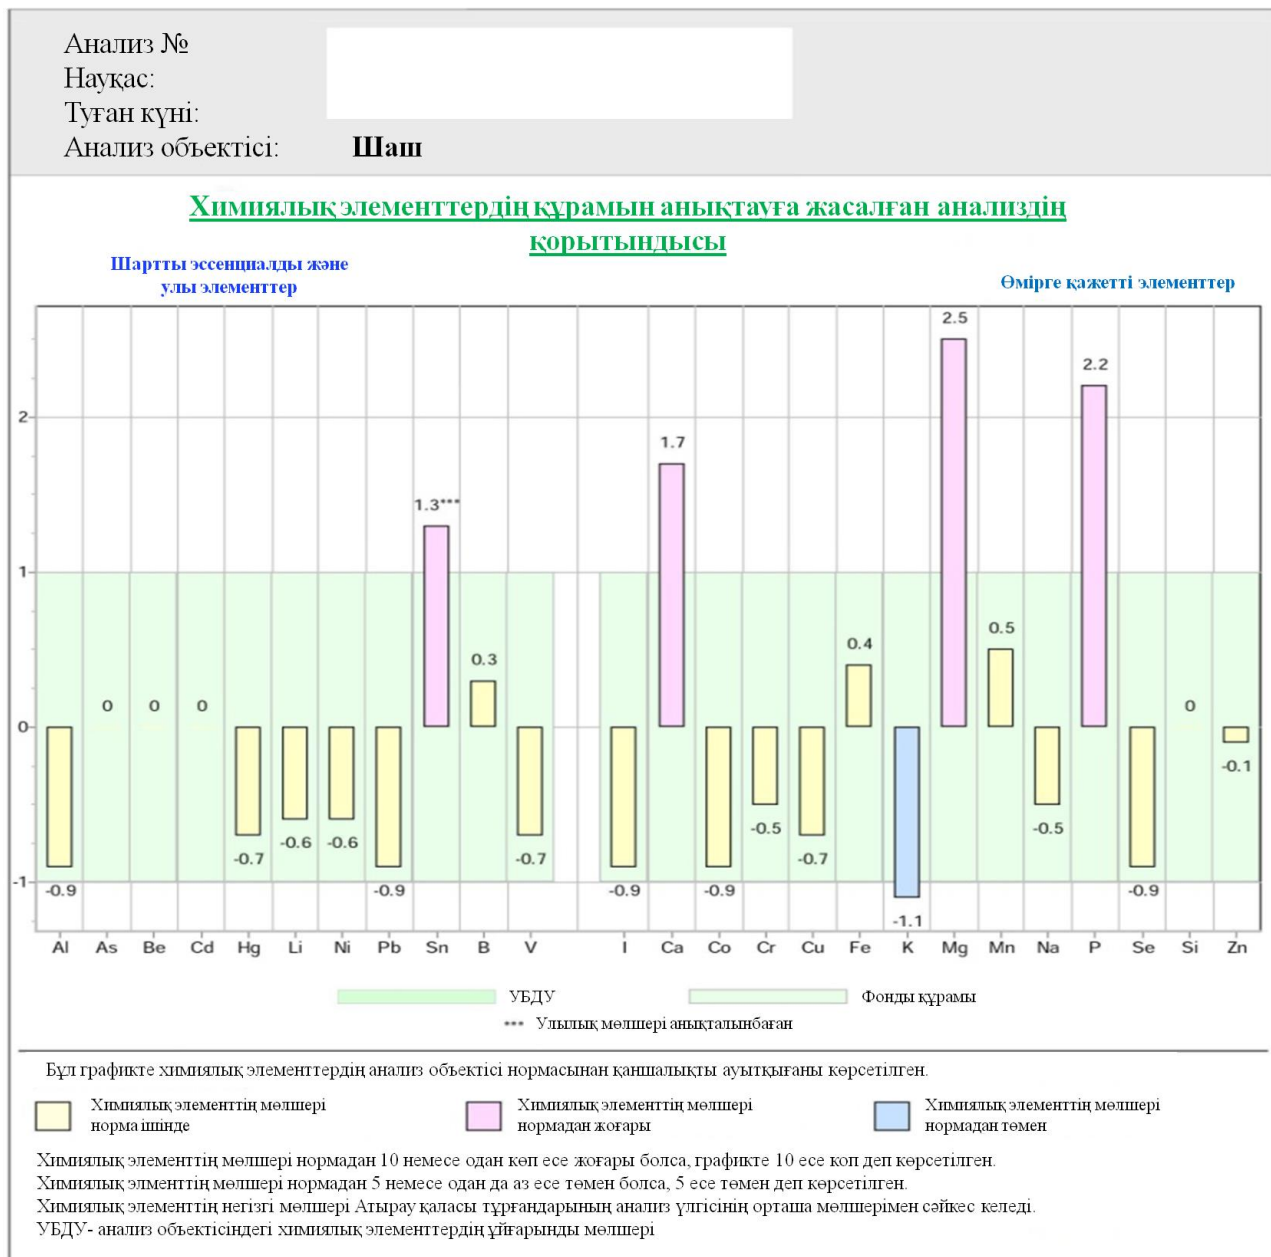 Анализ №
Науқас:
Туған күні:
Анализ объектісі: Шаш
Химиялық элементтердің құрамын анықтауға жасалған анализдің
қорытындысы
Шартты эссенциалды және
улы элементтер
Өмірге қажетті элементтер
2.5
2.2
2
1.7
1.3***
1
0.5
0.4
0.3
0 0 0 0
0
-0.1
-0.5 -0.5
-0.6 -0.6
-0.7 -0.7 -0.7
-1
-0.9 -0.9 -0.9 -0.9 -0.9
-1.1
Al As Be Cd Hg Li Ni Pb Sn B V I Ca Co Cr Cu Fe K Mg Mn Na P Se Si Zn
УБДУ Фонды құрамы
*** Улылық мөлшері анықталынбаған
Бұл графикте химиялық элементтердің анализ объектісі нормасынан қаншалықты ауытқығаны көрсетілген.
Химиялық элементтің мөлшері
норма ішінде
Химиялық элементтің мөлшері
нормадан жоғары
Химиялық элементтің мөлшері
нормадан төмен
Химиялық элементтің мөлшері нормадан 10 немесе одан көп есе жоғары болса, графикте 10 есе коп деп көрсетілген.
Химиялық элменттің мөлшері нормадан 5 немесе одан да аз есе төмен болса, 5 есе төмен деп көрсетілген.
Химиялық элементтің негізгі мөлшері Атырау қаласы тұрғандарының анализ үлгісінің орташа мөлшерімен сәйкес келеді.
УБДУ- анализ объектісіндегі химиялық элементтердің ұйғарынды мөлшері